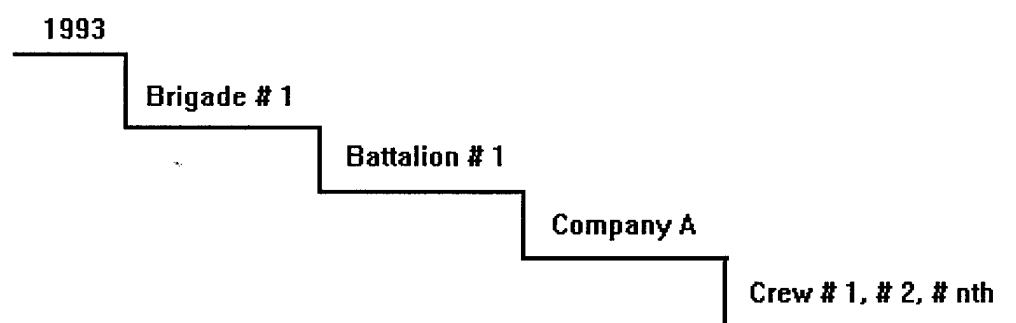 1993
Brigade # 1
Battalion # 1
Company A
Crew # 1, # 2, # nth